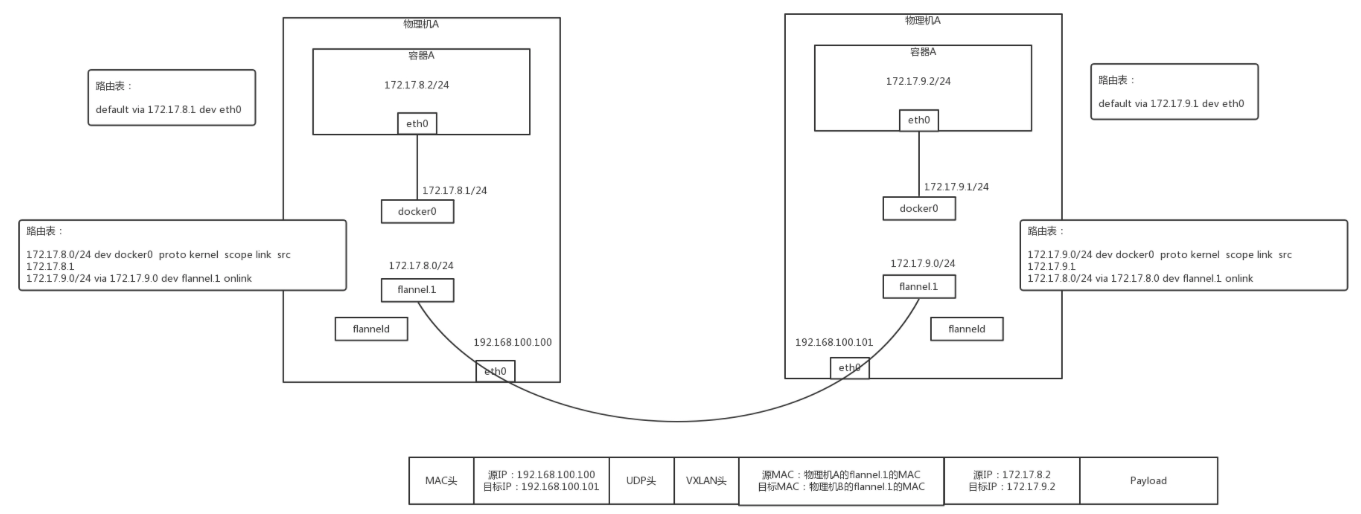 物理机A
容器A
172.17.8.2/24
eth0
路由表：
default via 172.17.8.1 dev eth0
172.17.8.1/24
docker0
路由表：
172.17.8.0/24 dev docker0 proto kernel scope link src
172.17.8.1
172.17.9.0/24 via 172.17.9.0 dev flannel.1 onlink
172.17.8.0/24
flannel.1
flanneld
192.168.100.100
eth0
物理机A
容器A
172.17.9.2/24
eth0
路由表：
default via 172.17.9.1 dev eth0
172.17.9.1/24
docker0
路由表：
172.17.9.0/24 dev docker0 proto kernel scope link src
172.17.9.1
172.17.8.0/24 via 172.17.8.0 dev flannel.1 onlink
172.17.9.0/24
flannel.1
flanneld
192.168.100.101
eth0
MAC头
源IP：192.168.100.100
目标IP：192.168.100.101
UDP头
VXLAN头
源MAC：物理机A的flannel.1的MAC
目标MAC：物理机B的flannel.1的MAC
源IP：172.17.8.2
目标IP：172.17.9.2
Payload